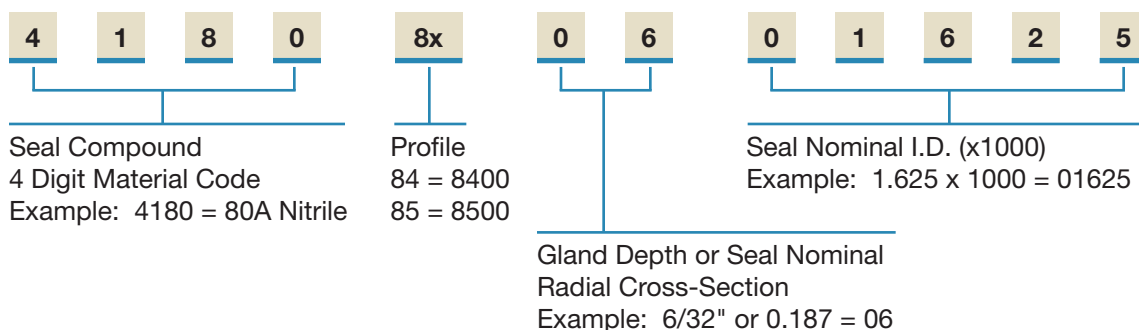 4 1 8 0 8x 0 6 0 1 6 2 5
Seal Compound
4 Digit Material Code
Example: 4180 = 80A Nitrile
Profile
84 = 8400
85 = 8500
Seal Nominal I.D. (x1000)
Example: 1.625 x 1000 = 01625
Gland Depth or Seal Nominal
Radial Cross-Section
Example: 6/32" or 0.187 = 06